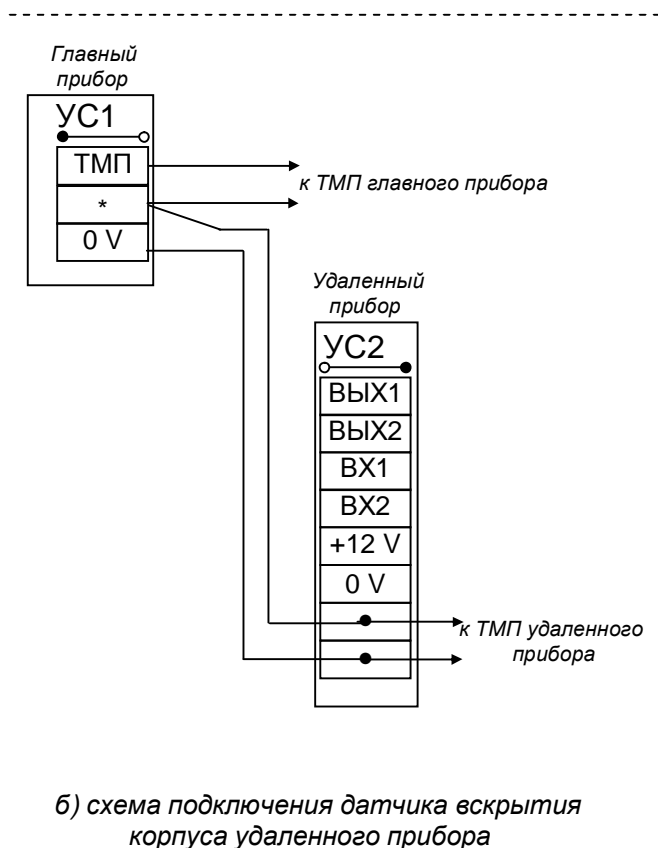 Главный
прибор
УС1
ТМП
*
0 V
к ТМП главного прибора
Удаленный
прибор
УС2
ВЫХ1
ВЫХ2
ВХ1
ВХ2
+12 V
0 V
к ТМП удаленного
прибора
б) схема подключения датчика вскрытия
корпуса удаленного прибора